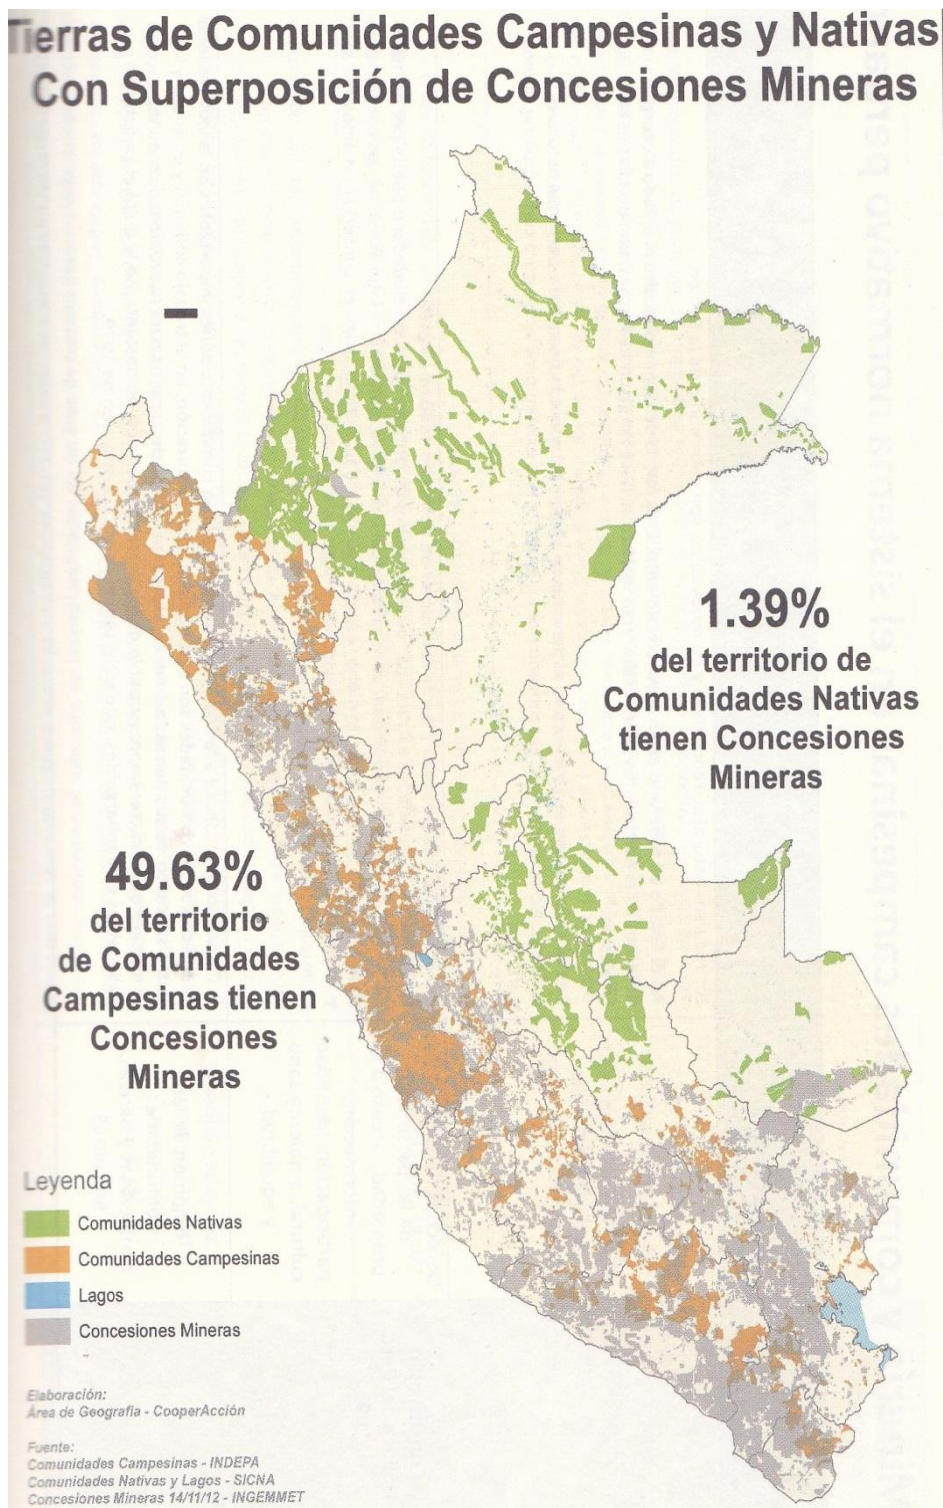 Tierras de Comunidades Campesinas y Nativas
Con Superposición de Concesiones Mineras
1.39%
del territorio de
Comunidades Nativas
tienen Concesiones
Mineras
49.63%
del territorio
de Comunidades
Campesinas tienen
Concesiones
Mineras
Leyenda
Comunidades Nativas
Comunidades Campesinas
Lagos
Concesiones Mineras
Elaboración:
Área de Geografía - CooperAcción
Fuente:
Comunidades Campesinas - INDEPA
Comunidades Nativas y Lagos - SICNA
Concesiones Mineras 14/11/12 - INGEMMET